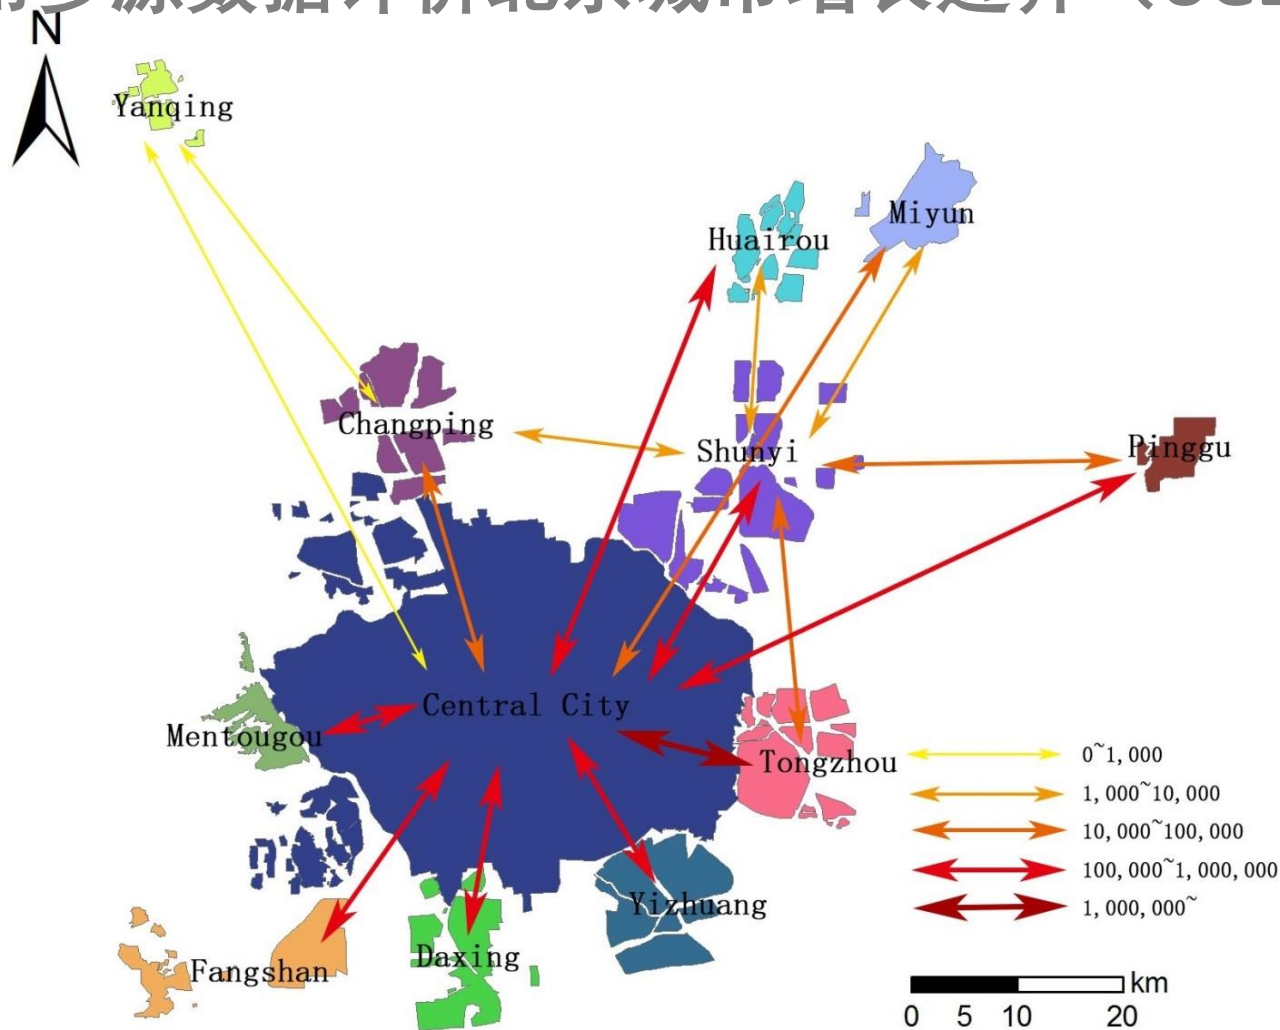 N
Yanqing
Miyun
Huairou
Changping
Shunyi
Pinggu
Central City
Mentougou
Tongzhou
0~1,000
1,000~10,000
10,000~100,000
100,000~1,000,000
1,000,000~
Yizhuang
Daxing
Fangshan
km
0 5 10 20